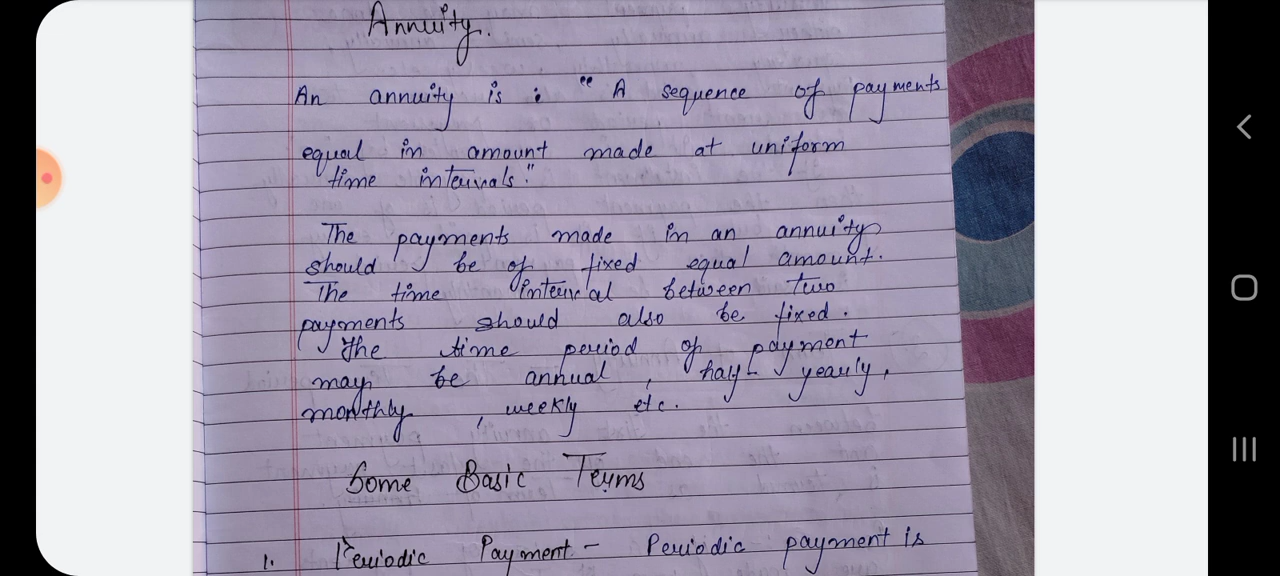 Annuity.
An annuity is : " A sequence of payments
equal in amount made at uniform
time intervals."
The payments made in an annuity
should be of fixed equal amount.
The time interval between two
payments should also be fixed.
The time period of payment
may be annual, half yearly,
monthly, weekly etc.
Some Basic Terms
1. Periodic Payment - Periodic payment is